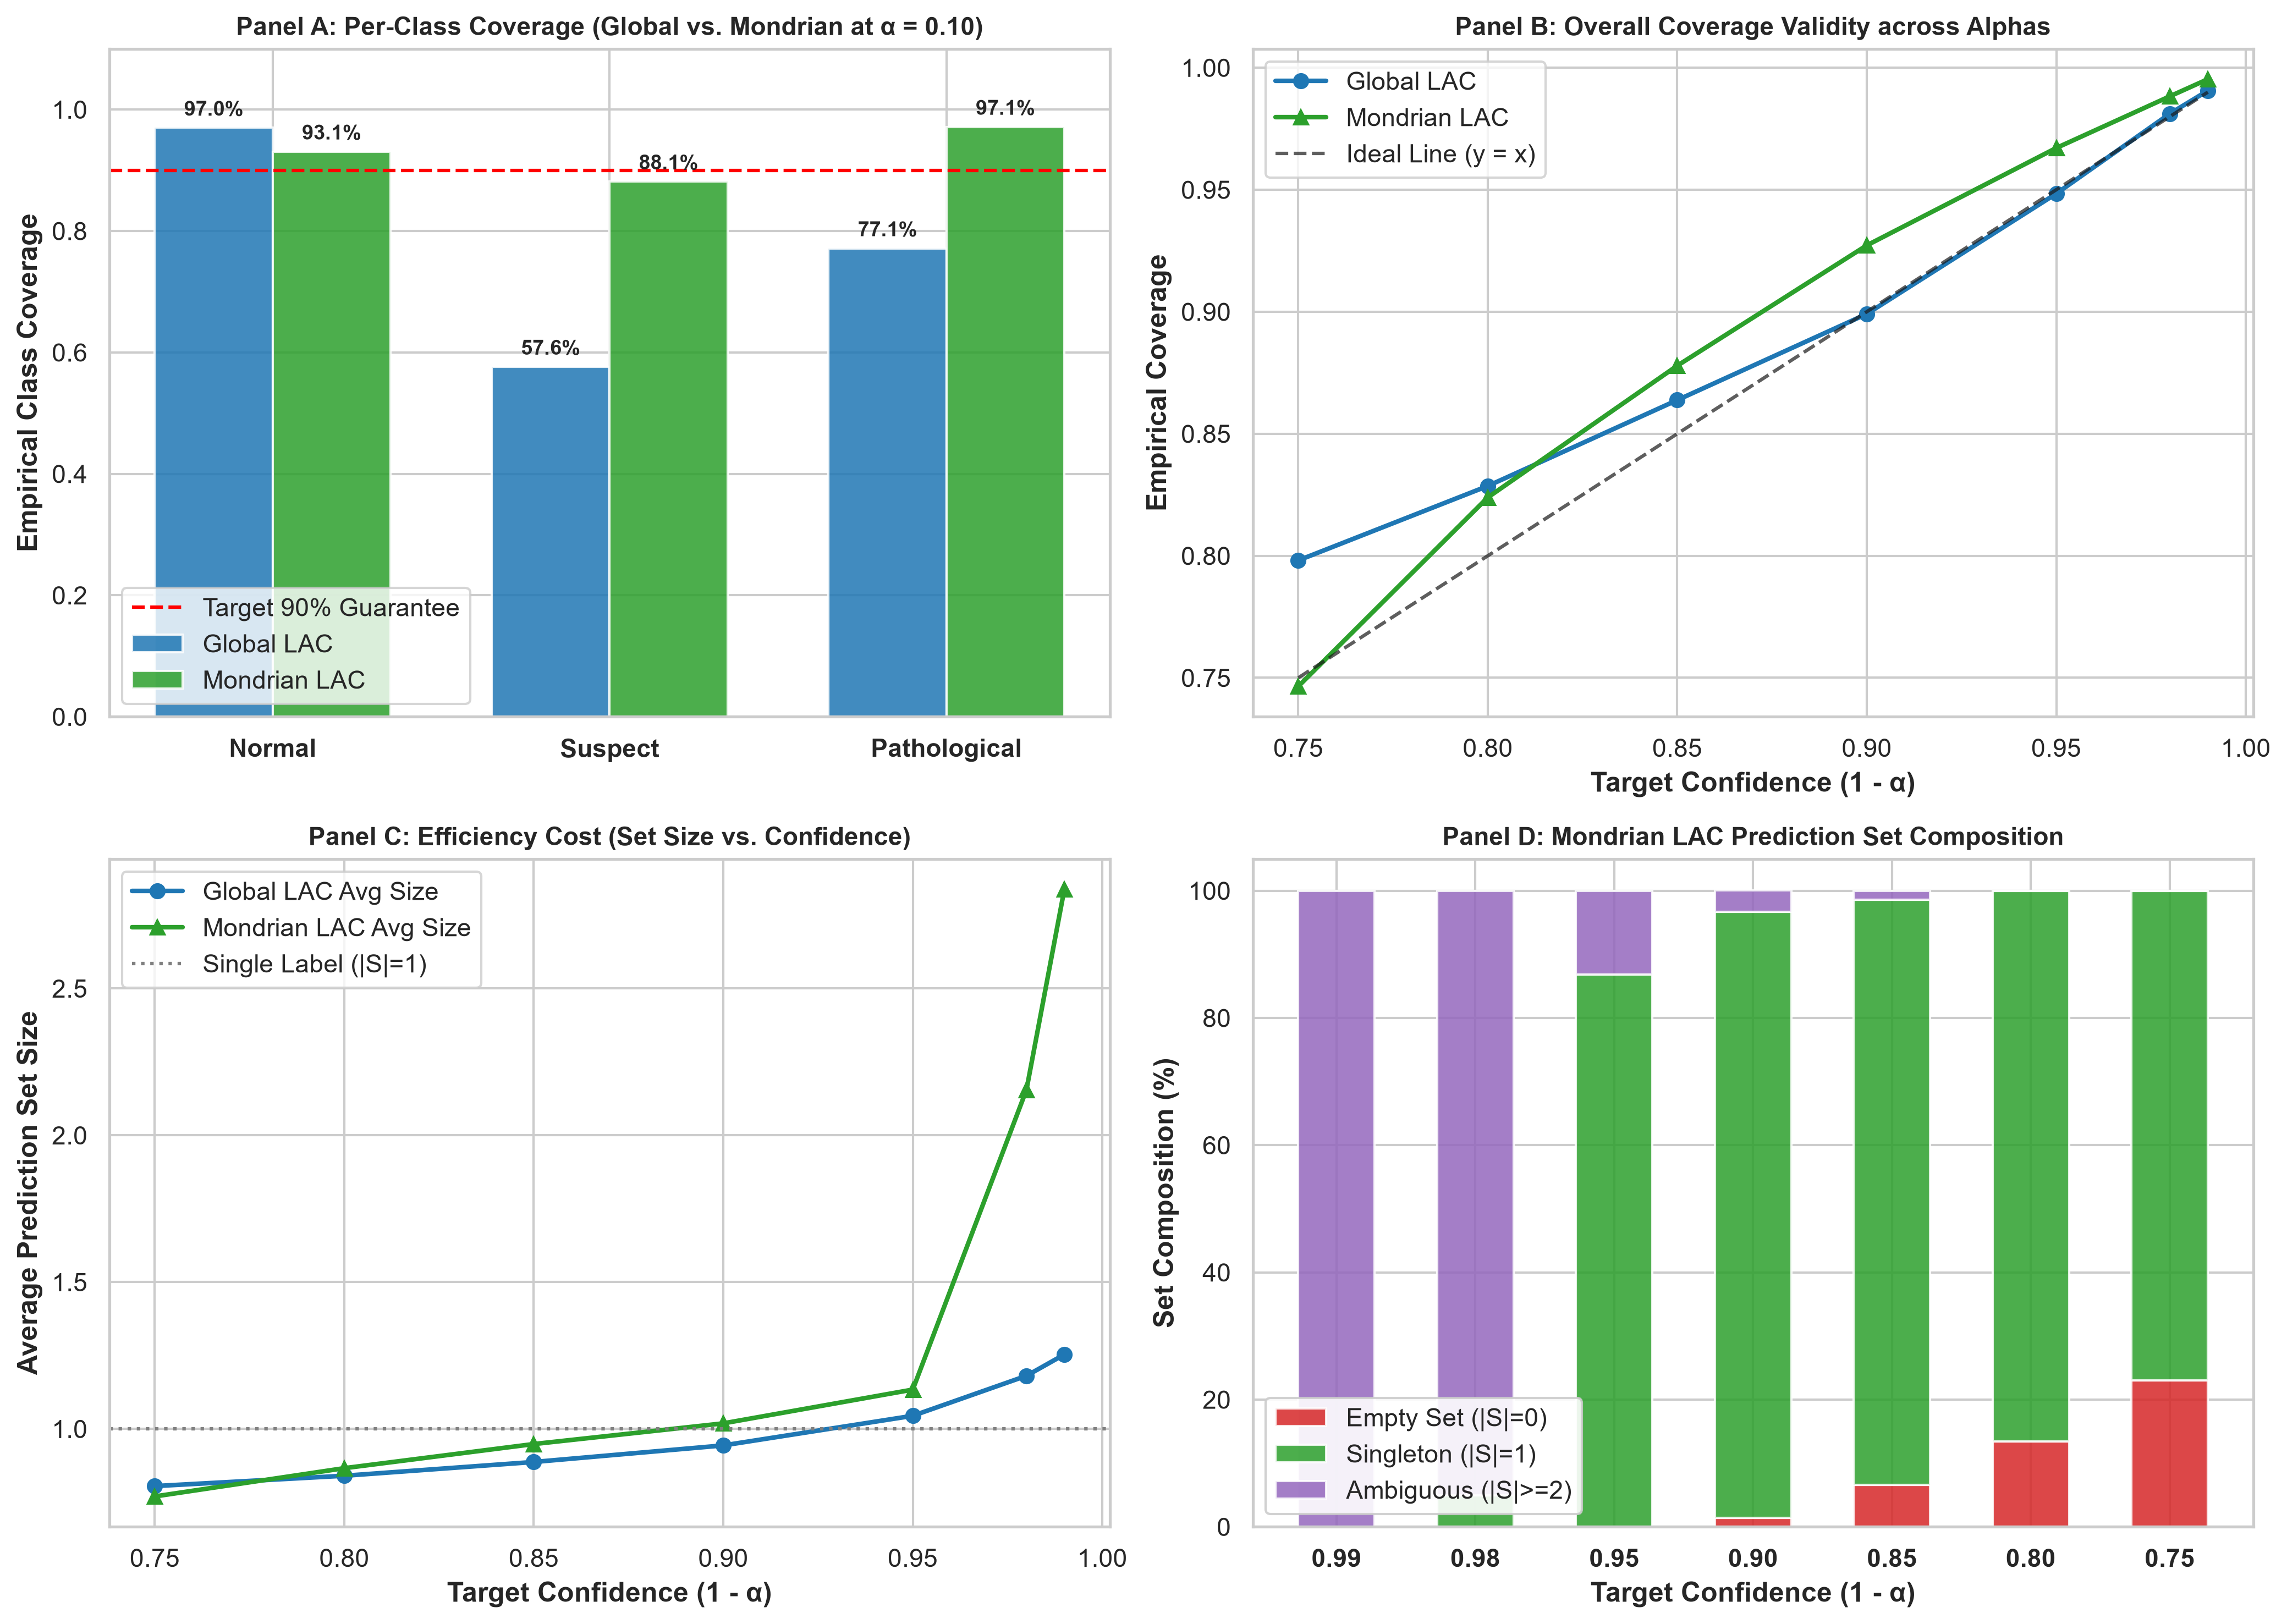 Panel A: Per-Class Coverage (Global vs. Mondrian at α = 0.10)
Empirical Class Coverage
1.0
0.8
0.6
0.4
0.2
0.0
97.0%
93.1%
57.6%
88.1%
77.1%
97.1%
Target 90% Guarantee
Global LAC
Mondrian LAC
Normal
Suspect
Pathological
Panel B: Overall Coverage Validity across Alphas
Empirical Coverage
1.00
0.95
0.90
0.85
0.80
0.75
Global LAC
Mondrian LAC
Ideal Line (y = x)
0.75
0.80
0.85
0.90
0.95
1.00
Target Confidence (1 - α)
Panel C: Efficiency Cost (Set Size vs. Confidence)
Average Prediction Set Size
2.5
2.0
1.5
1.0
Global LAC Avg Size
Mondrian LAC Avg Size
Single Label (|S|=1)
0.75
0.80
0.85
0.90
0.95
1.00
Target Confidence (1 - α)
Panel D: Mondrian LAC Prediction Set Composition
Set Composition (%)
100
80
60
40
20
0
Empty Set (|S|=0)
Singleton (|S|=1)
Ambiguous (|S|>=2)
0.99
0.98
0.95
0.90
0.85
0.80
0.75
Target Confidence (1 - α)